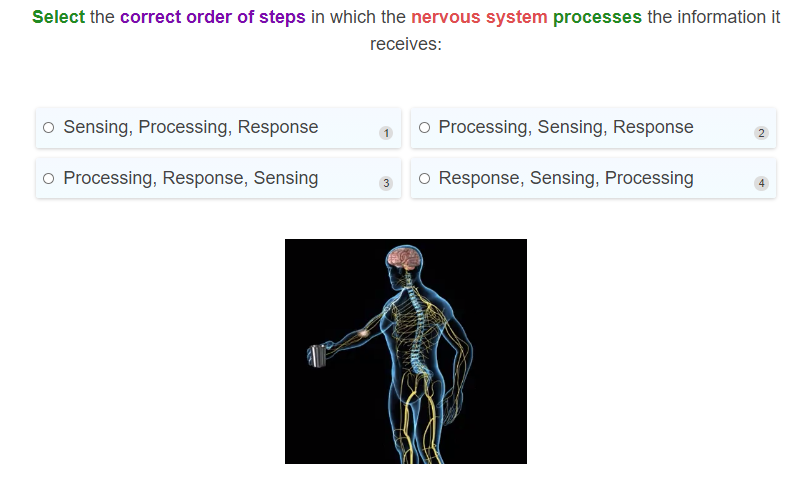 Select the correct order of steps in which the nervous system processes the information it
receives:
Sensing, Processing, Response 1
Processing, Sensing, Response 2
Processing, Response, Sensing 3
Response, Sensing, Processing 4